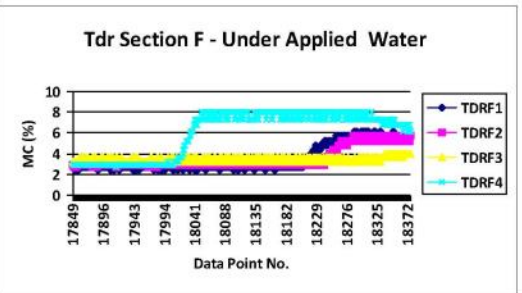 Tdr Section F - Under Applied Water
10
8
6
4
2
0
MC (%)
17849
17896
17943
17994
18041
18088
18135
18182
18229
18276
18325
18372
Data Point No.
TDRF1
TDRF2
TDRF3
TDRF4